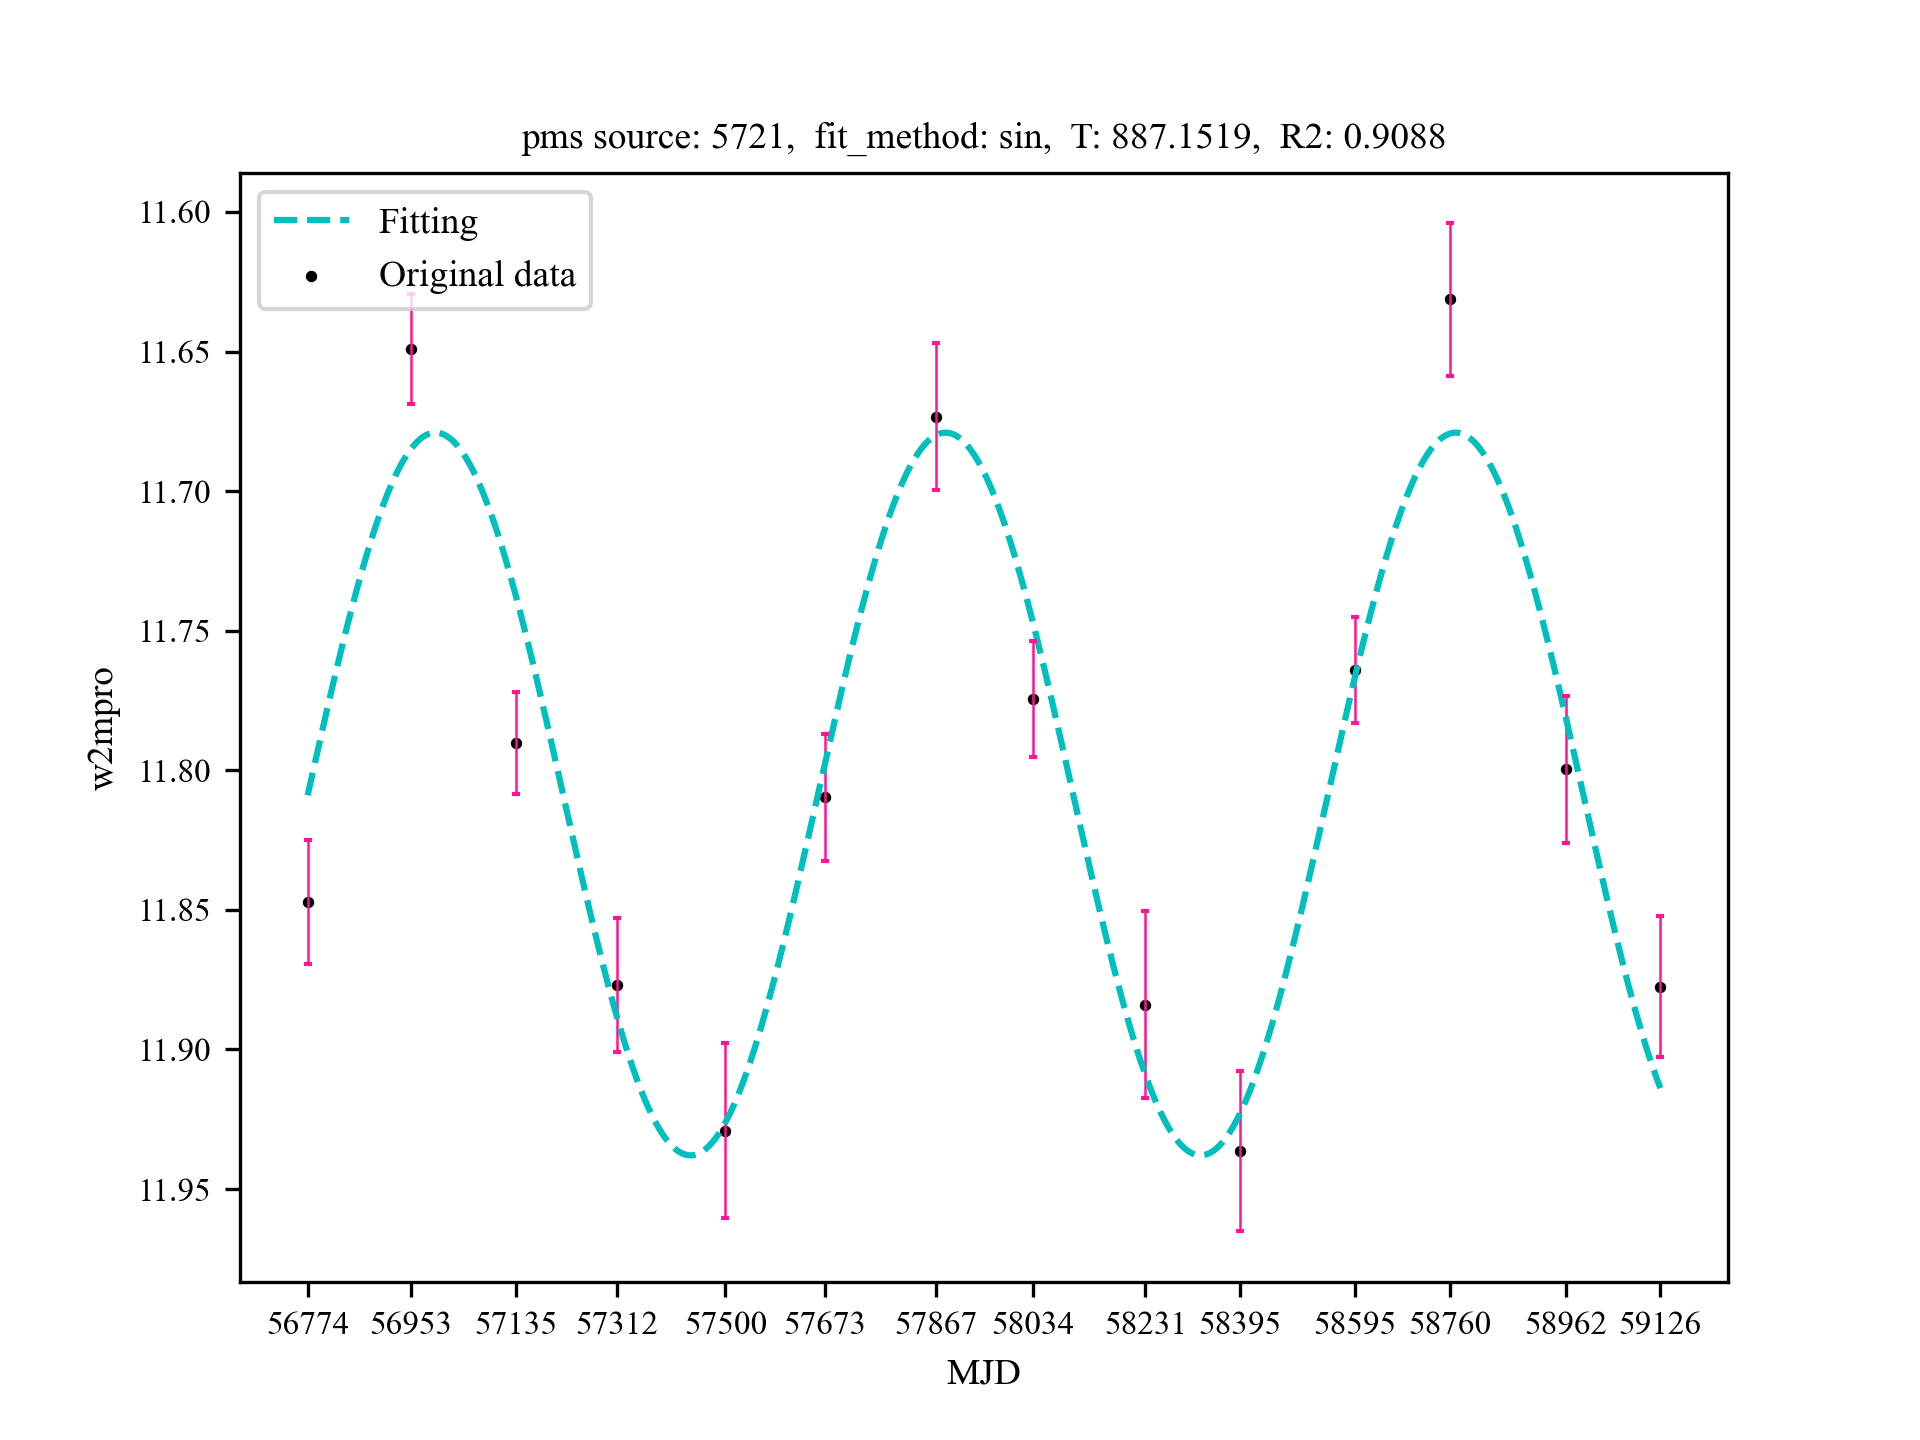 pms source: 5721, fit_method: sin, T: 887.1519, R2: 0.9088
Fitting
Original data
11.60
11.65
11.70
11.75
11.80
11.85
11.90
11.95
w2mpro
56774 56953 57135 57312 57500 57673 57867 58034 58231 58395 58595 58760 58962 59126
MJD